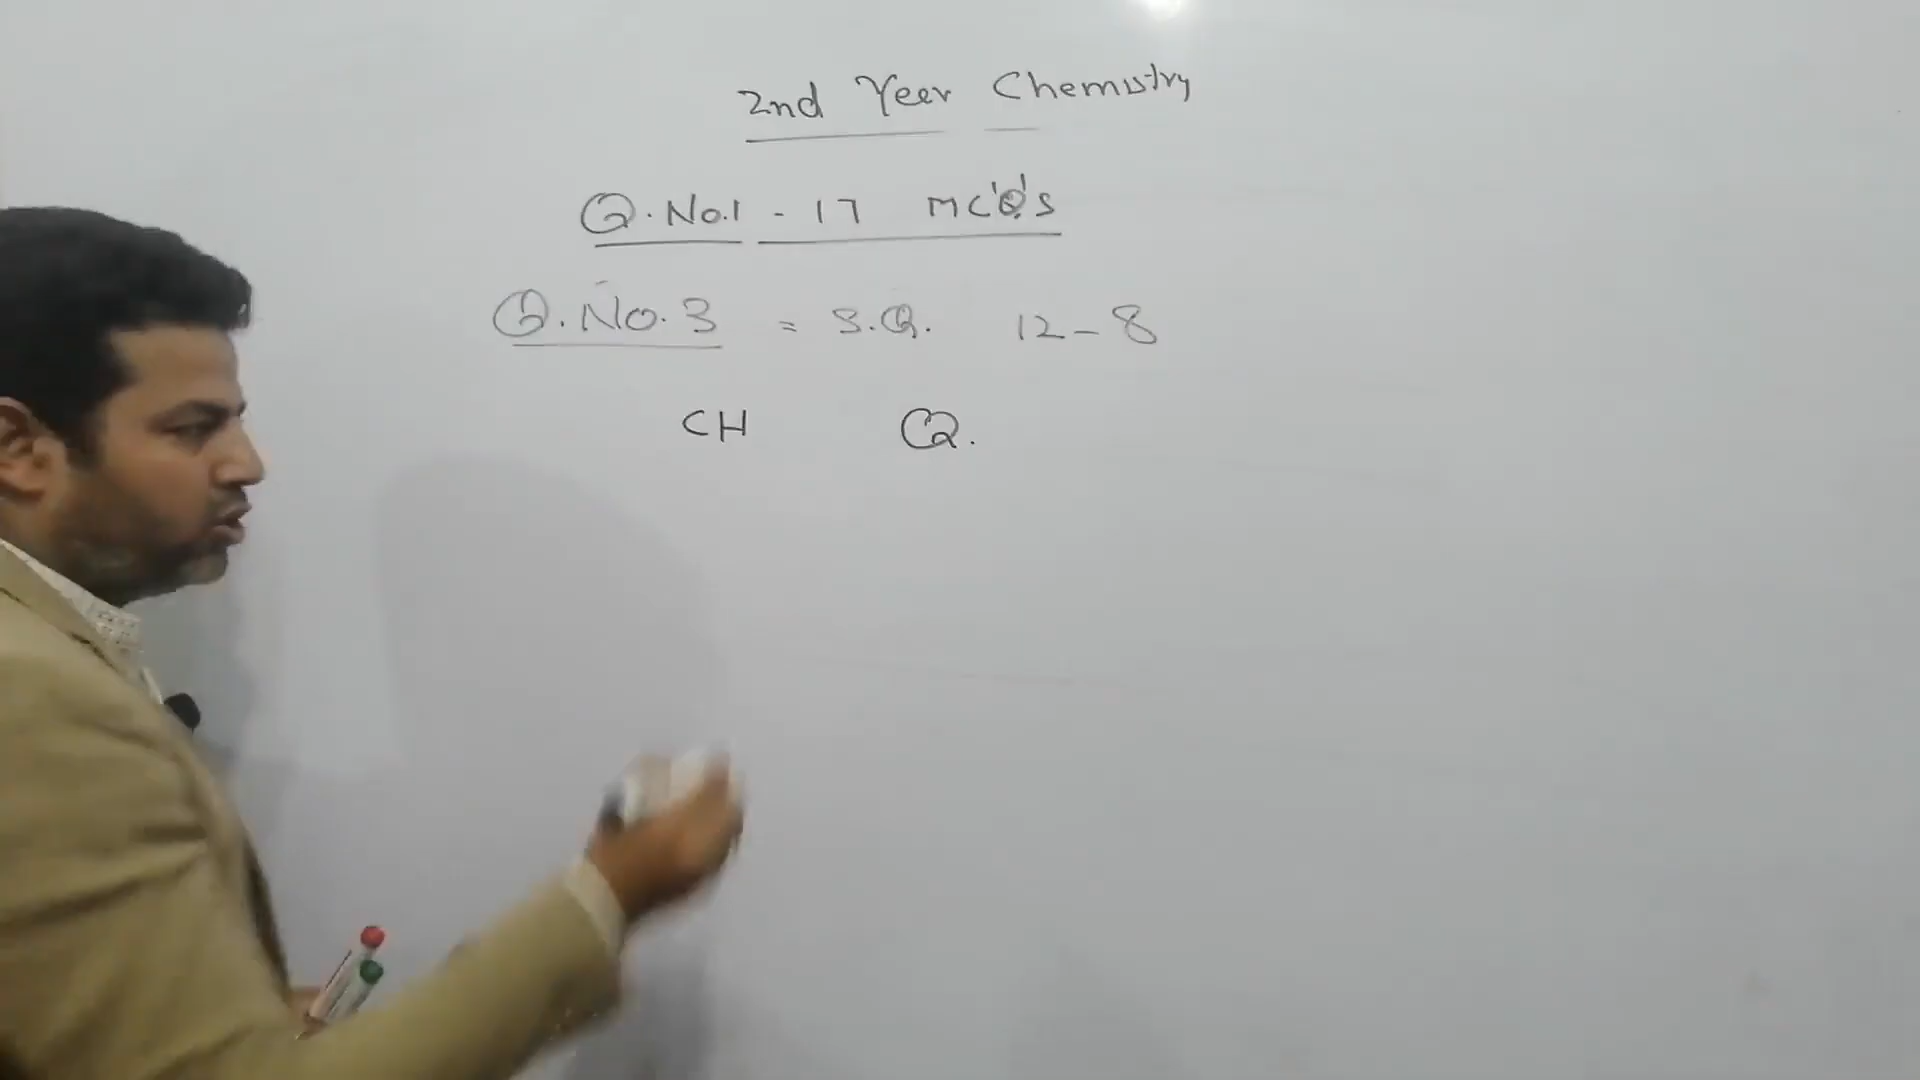 2nd Year Chemistry
Q.No.1 - 17 MCQ's
Q.No.3 = S.Q. 12-8
CH Q.